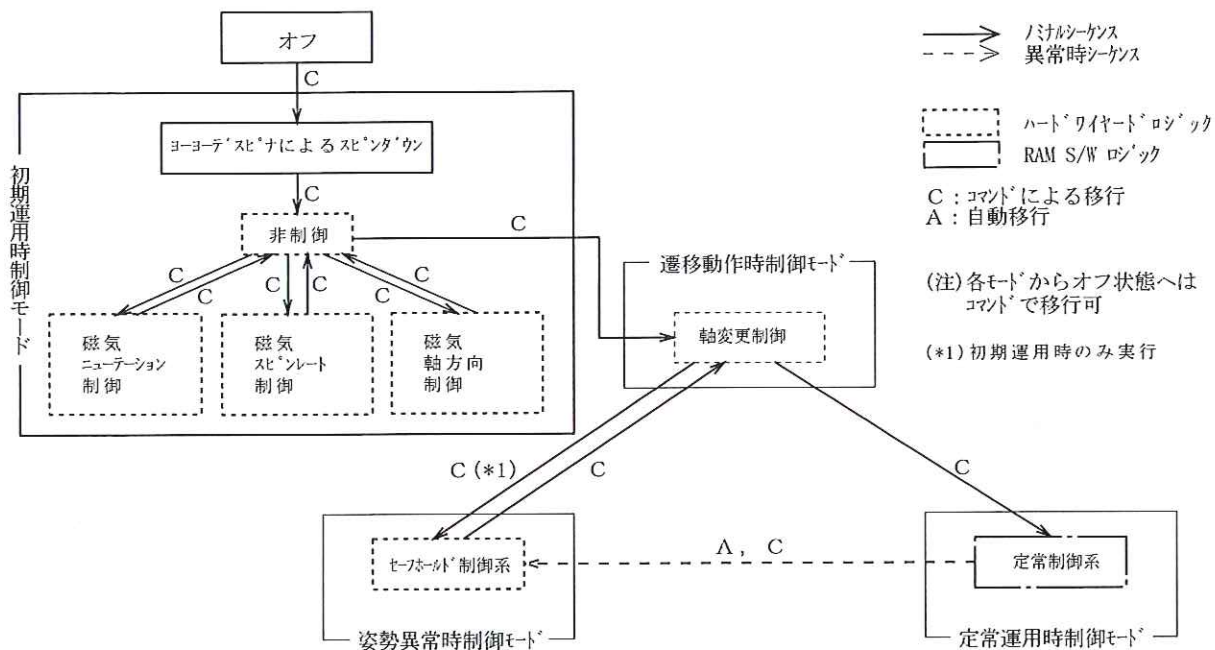 オフ
C
ヨーヨーデスピナによるスピンダウン
C
非制御
C
C
C
C
C
C
C
磁気
ニューテーション
制御
磁気
スピンレート
制御
磁気
軸方向
制御
初期運用時制御モード
遷移動作時制御モード
軸変更制御
C (*1)
C
C
A, C
セーフホールド制御系
姿勢異常時制御モード
定常制御系
定常運用時制御モード
ノミナルシーケンス
異常時シーケンス
ハードワイヤードロジック
RAM S/W ロジック
C : コマンドによる移行
A : 自動移行
(注) 各モードからオフ状態へは
コマンドで移行可
(*1) 初期運用時のみ実行